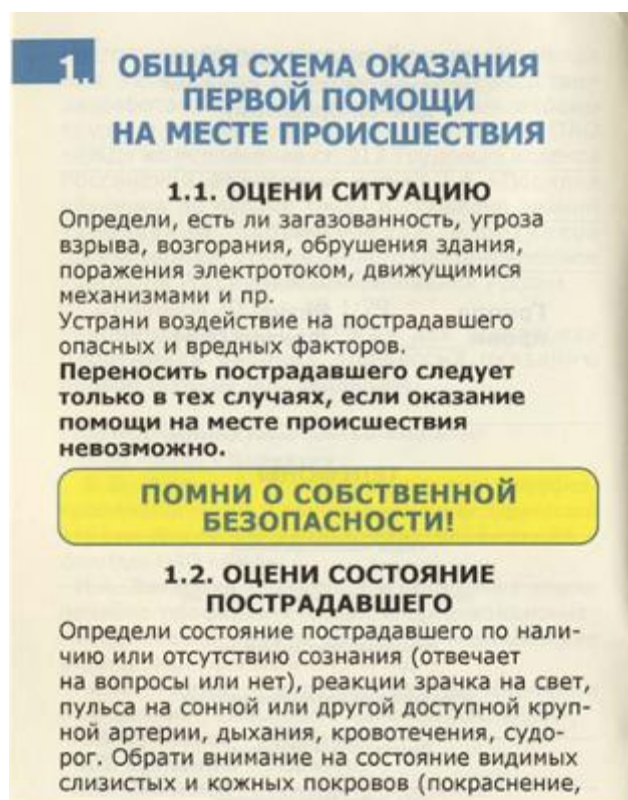 1. ОБЩАЯ СХЕМА ОКАЗАНИЯ
ПЕРВОЙ ПОМОЩИ
НА МЕСТЕ ПРОИСШЕСТВИЯ
1.1. ОЦЕНИ СИТУАЦИЮ
Определи, есть ли загазованность, угроза
взрыва, возгорания, обрушения здания,
поражения электротоком, движущимися
механизмами и пр.
Устрани воздействие на пострадавшего
опасных и вредных факторов.
Переносить пострадавшего следует
только в тех случаях, если оказание
помощи на месте происшествия
невозможно.
ПОМНИ О СОБСТВЕННОЙ
БЕЗОПАСНОСТИ!
1.2. ОЦЕНИ СОСТОЯНИЕ
ПОСТРАДАВШЕГО
Определи состояние пострадавшего по нали-
чию или отсутствию сознания (отвечает
на вопросы или нет), реакции зрачка на свет,
пульса на сонной или другой доступной круп-
ной артерии, дыхания, кровотечения, судо-
рог. Обрати внимание на состояние видимых
слизистых и кожных покровов (покраснение,